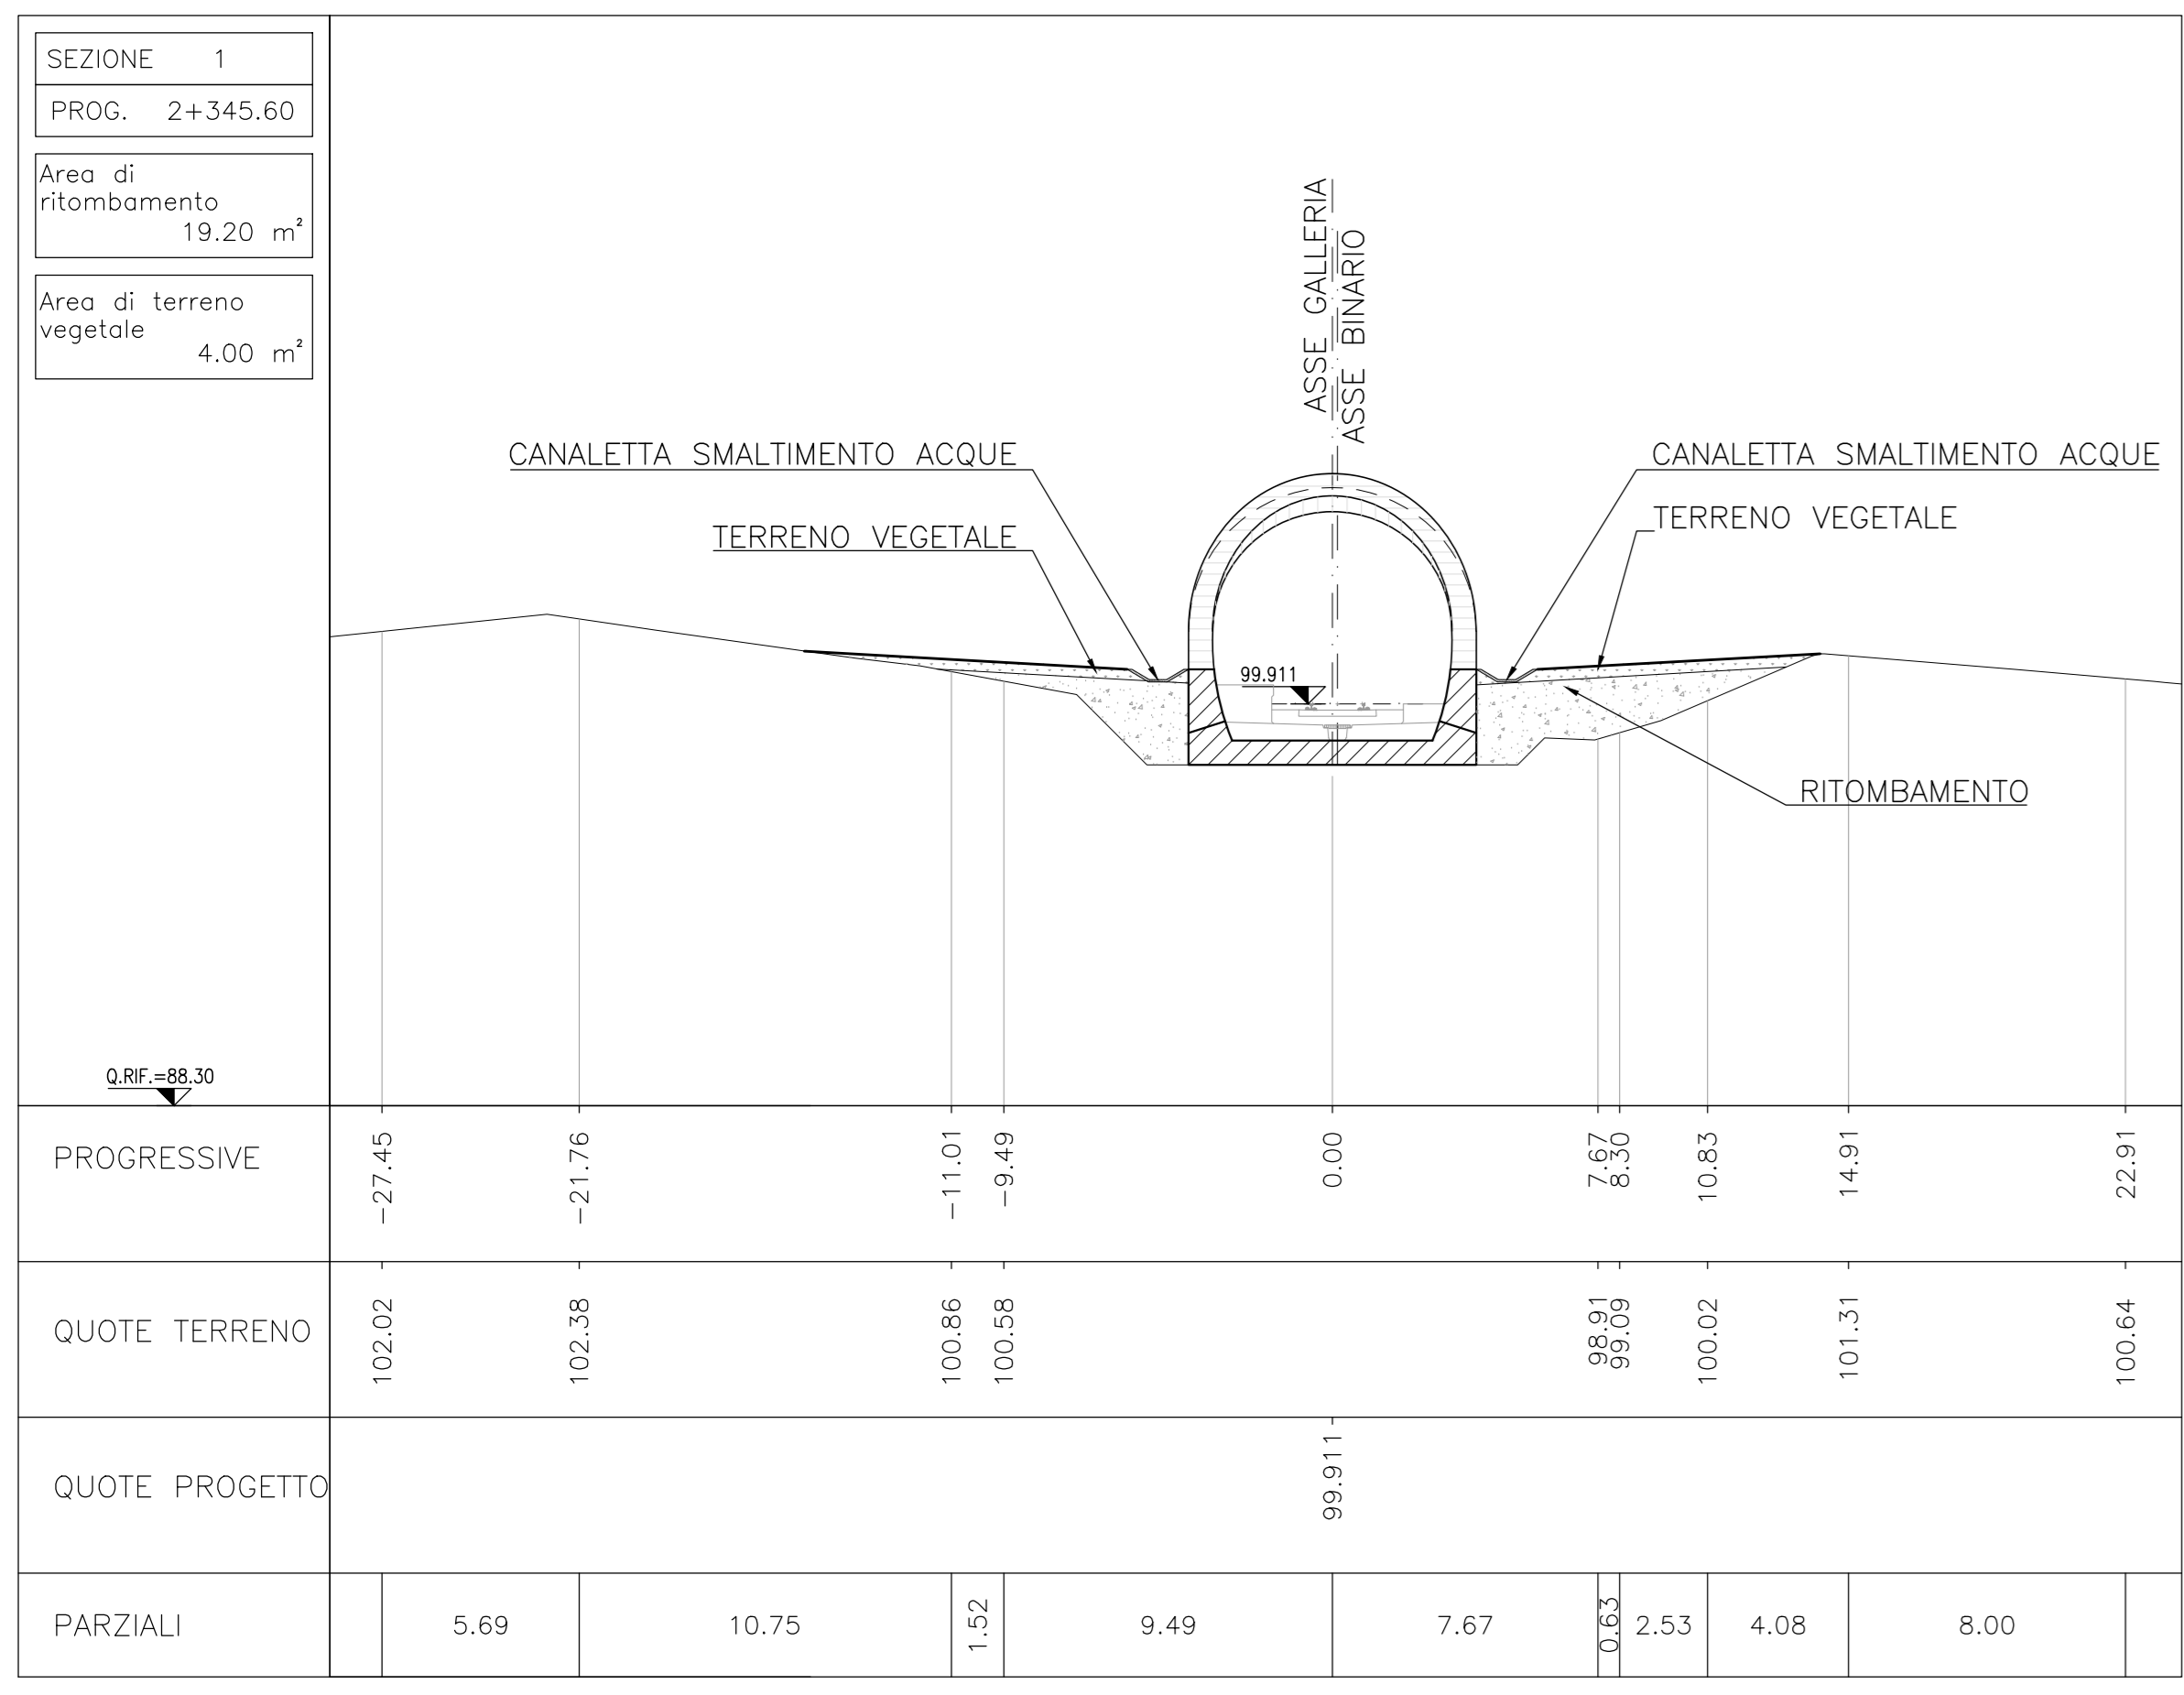 SEZIONE 1
PROG. 2+345.60
Area di
ritombamento
19.20 m²
Area di terreno
vegetale
4.00 m²
ASSE GALLERIA
ASSE BINARIO
CANALETTA SMALTIMENTO ACQUE
TERRENO VEGETALE
CANALETTA SMALTIMENTO ACQUE
TERRENO VEGETALE
99.911
RITOMBAMENTO
Q.RIF.=88.30
PROGRESSIVE -27.45 -21.76 -11.01 -9.49 0.00 7.67 8.30 10.83 14.91 22.91
QUOTE TERRENO 102.02 102.38 100.86 100.58 98.91 99.09 100.02 101.31 100.64
QUOTE PROGETTO 99.911
PARZIALI 5.69 10.75 1.52 9.49 7.67 0.63 2.53 4.08 8.00